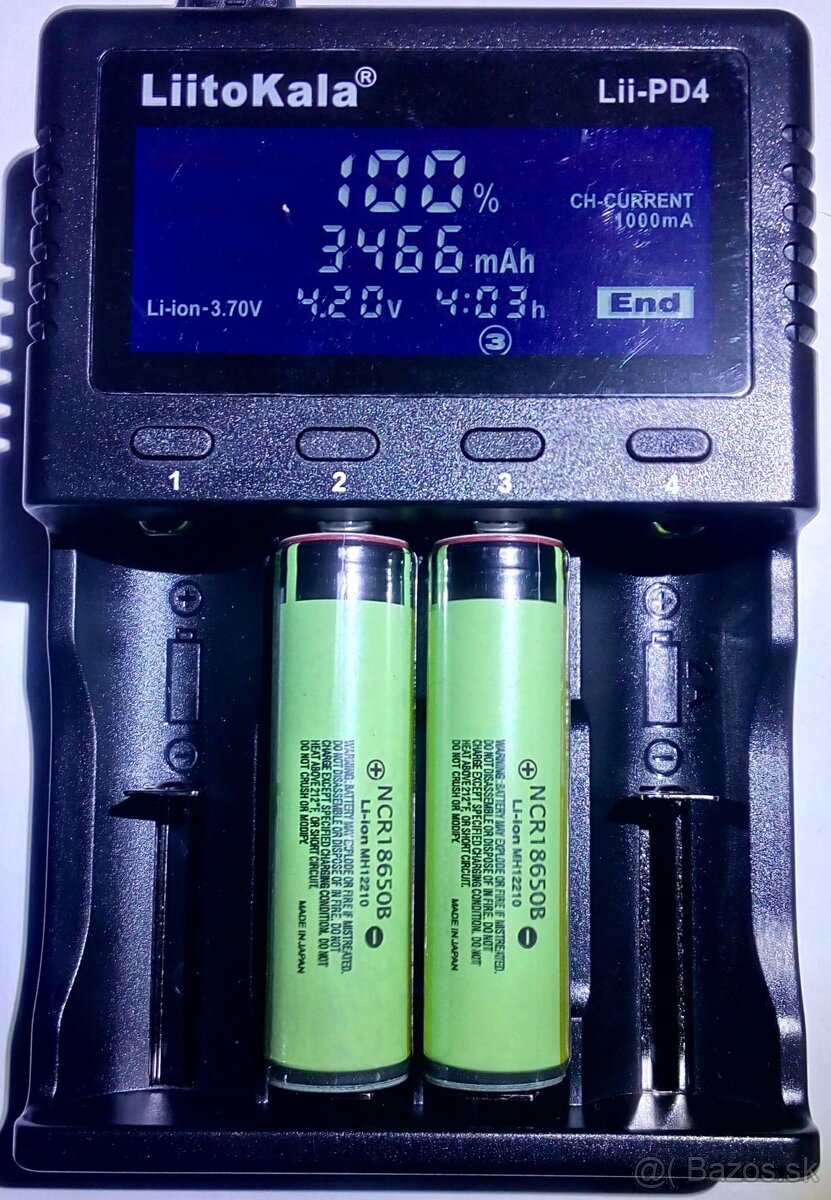 LiitoKala® Lii-PD4
100%
CH-CURRENT
1000mA
3466mAh
Li-ion-3.70V 4.20V 4:03h End
3
1 2 3 4
+ NCR18650B −
Li-ion MH12210
WARNING: BATTERY MAY EXPLODE OR FIRE IF MISTREATED.
DO NOT DISASSEMBLE OR DISPOSE OF IN FIRE. DO NOT
CHARGE EXCEPT SPECIFIED CHARGING CONDITION. DO NOT
HEAT ABOVE 212°F, OR SHORT CIRCUIT.
DO NOT CRUSH OR MODIFY. MADE IN JAPAN
+ NCR18650B −
Li-ion MH12210
WARNING: BATTERY MAY EXPLODE OR FIRE IF MISTREATED.
DO NOT DISASSEMBLE OR DISPOSE OF IN FIRE. DO NOT
CHARGE EXCEPT SPECIFIED CHARGING CONDITION. DO NOT
HEAT ABOVE 212°F, OR SHORT CIRCUIT.
DO NOT CRUSH OR MODIFY. MADE IN JAPAN
@( Bazos.sk